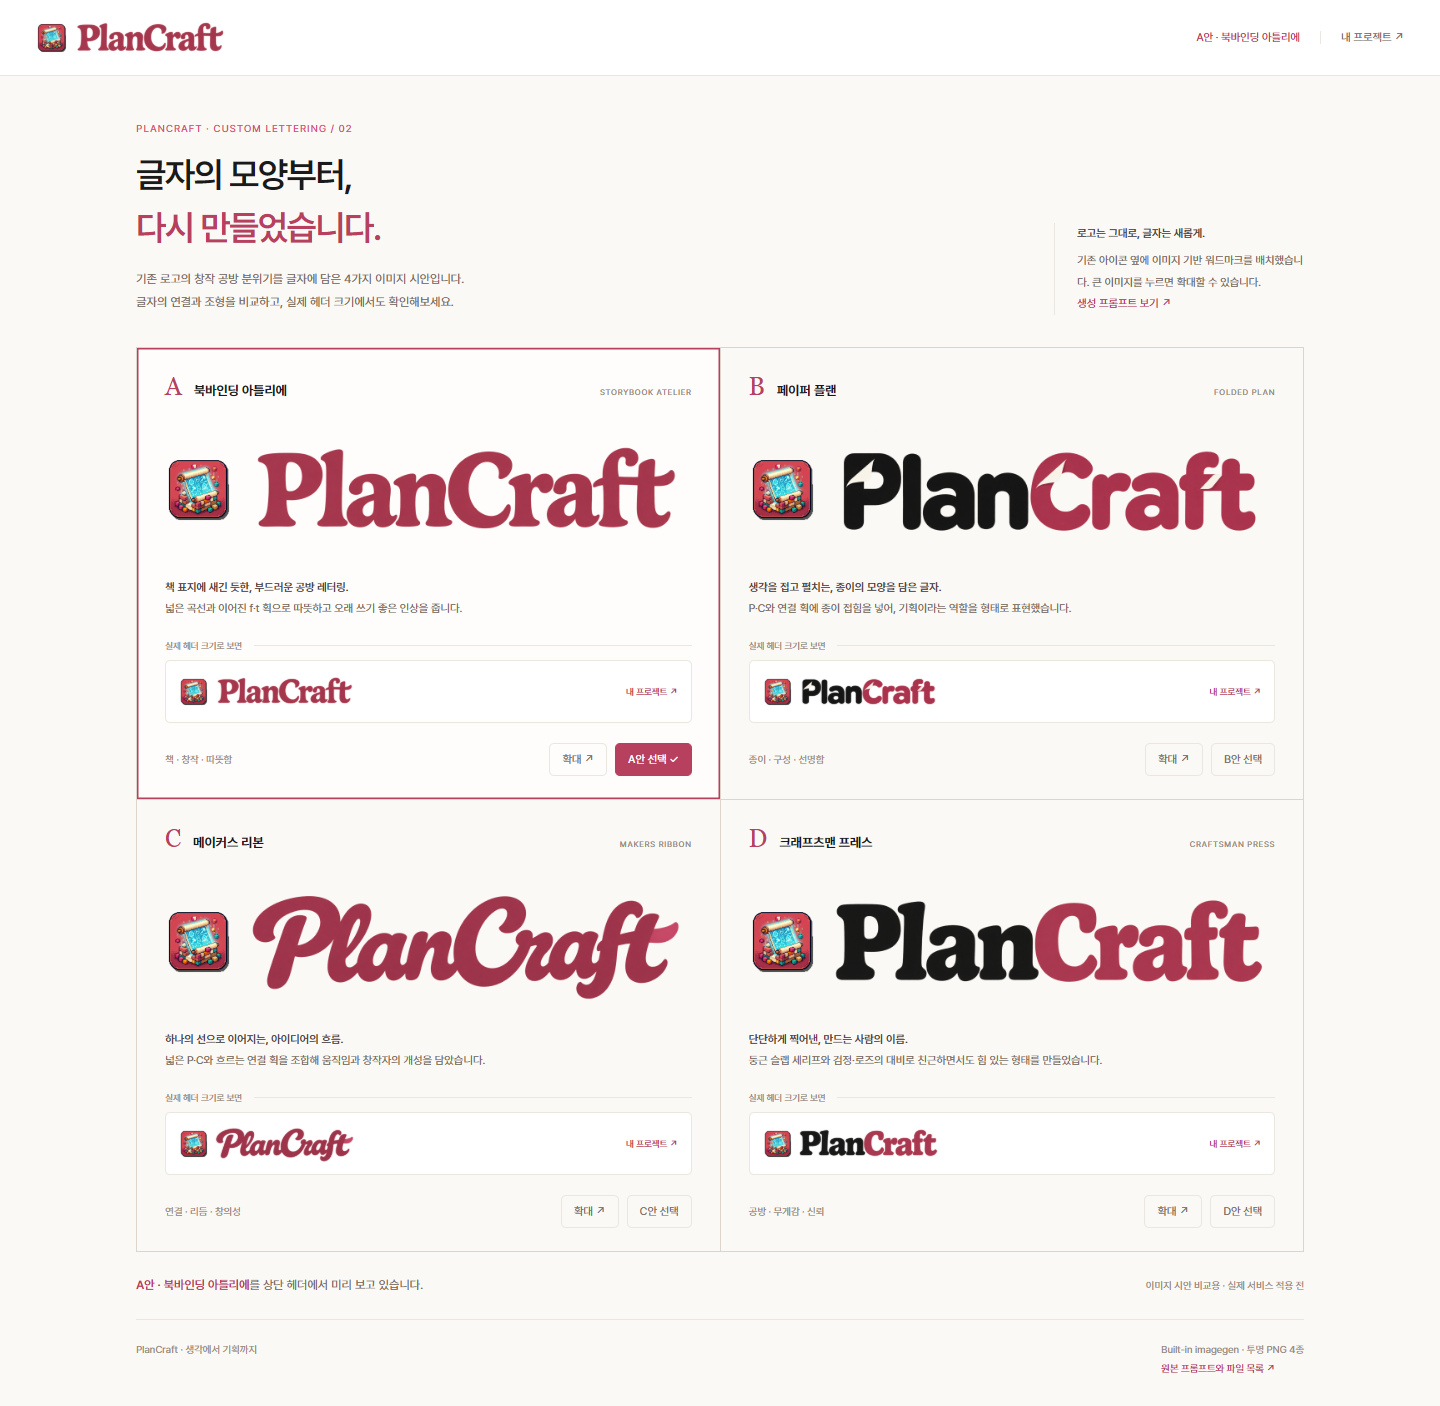 PlanCraft
A안 · 북바인딩 아틀리에
내 프로젝트 ↗
PLANCRAFT · CUSTOM LETTERING / 02
글자의 모양부터,
다시 만들었습니다.
기존 로고의 창작 공방 분위기를 글자에 담은 4가지 이미지 시안입니다.
글자의 연결과 조형을 비교하고, 실제 헤더 크기에서도 확인해보세요.
로고는 그대로, 글자는 새롭게.
기존 아이콘 옆에 이미지 기반 워드마크를 배치했습니
다. 큰 이미지를 누르면 확대할 수 있습니다.
생성 프롬프트 보기 ↗
A 북바인딩 아틀리에
STORYBOOK ATELIER
PlanCraft
책 표지에 새긴 듯한, 부드러운 공방 레터링.
넓은 곡선과 이어진 f·t 획으로 따뜻하고 오래 쓰기 좋은 인상을 줍니다.
실제 헤더 크기로 보면
PlanCraft
내 프로젝트 ↗
책 · 창작 · 따뜻함
확대 ↗
A안 선택 ✓
B 페이퍼 플랜
FOLDED PLAN
PlanCraft
생각을 접고 펼치는, 종이의 모양을 담은 글자.
P·C와 연결 획에 종이 접힘을 넣어, 기획이라는 역할을 형태로 표현했습니다.
실제 헤더 크기로 보면
PlanCraft
내 프로젝트 ↗
종이 · 구성 · 선명함
확대 ↗
B안 선택
C 메이커스 리본
MAKERS RIBBON
PlanCraft
하나의 선으로 이어지는, 아이디어의 흐름.
넓은 P·C와 흐르는 연결 획을 조합해 움직임과 창작자의 개성을 담았습니다.
실제 헤더 크기로 보면
PlanCraft
내 프로젝트 ↗
연결 · 리듬 · 창의성
확대 ↗
C안 선택
D 크래프츠맨 프레스
CRAFTSMAN PRESS
PlanCraft
단단하게 찍어낸, 만드는 사람의 이름.
둥근 슬랩 세리프와 검정·로즈의 대비로 친근하면서도 힘 있는 형태를 만들었습니다.
실제 헤더 크기로 보면
PlanCraft
내 프로젝트 ↗
공방 · 무게감 · 신뢰
확대 ↗
D안 선택
A안 · 북바인딩 아틀리에를 상단 헤더에서 미리 보고 있습니다.
이미지 시안 비교용 · 실제 서비스 적용 전
PlanCraft · 생각에서 기획까지
Built-in imagegen · 투명 PNG 4종
원본 프롬프트와 파일 목록 ↗